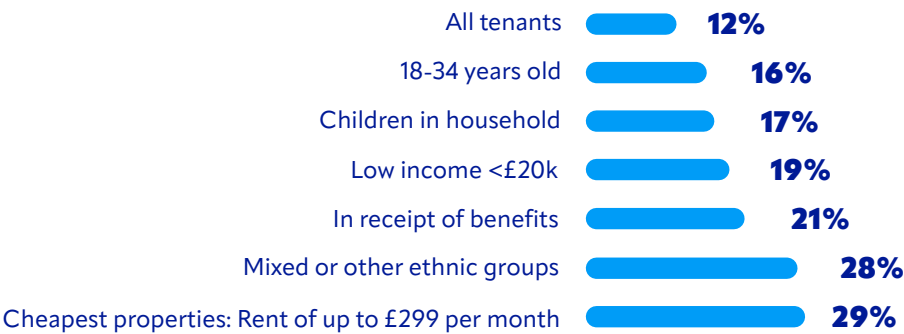 All tenants 12%
18-34 years old 16%
Children in household 17%
Low income <£20k 19%
In receipt of benefits 21%
Mixed or other ethnic groups 28%
Cheapest properties: Rent of up to £299 per month 29%